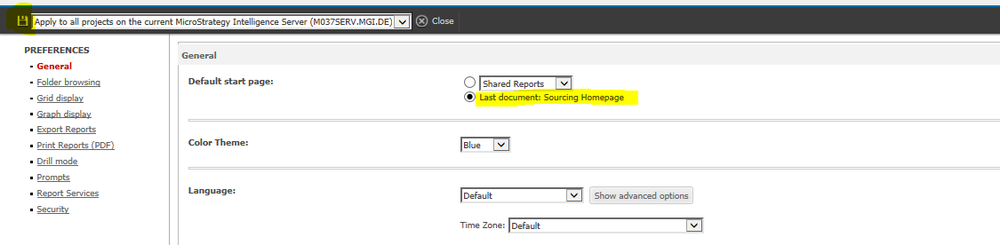 Apply to all projects on the current MicroStrategy Intelligence Server (M037SERV.MGI.DE) Close
PREFERENCES
General
Folder browsing
Grid display
Graph display
Export Reports
Print Reports (PDF)
Drill mode
Prompts
Report Services
Security
General
Default start page:
Shared Reports
Last document: Sourcing Homepage
Color Theme:
Blue
Language:
Default Show advanced options
Time Zone: Default